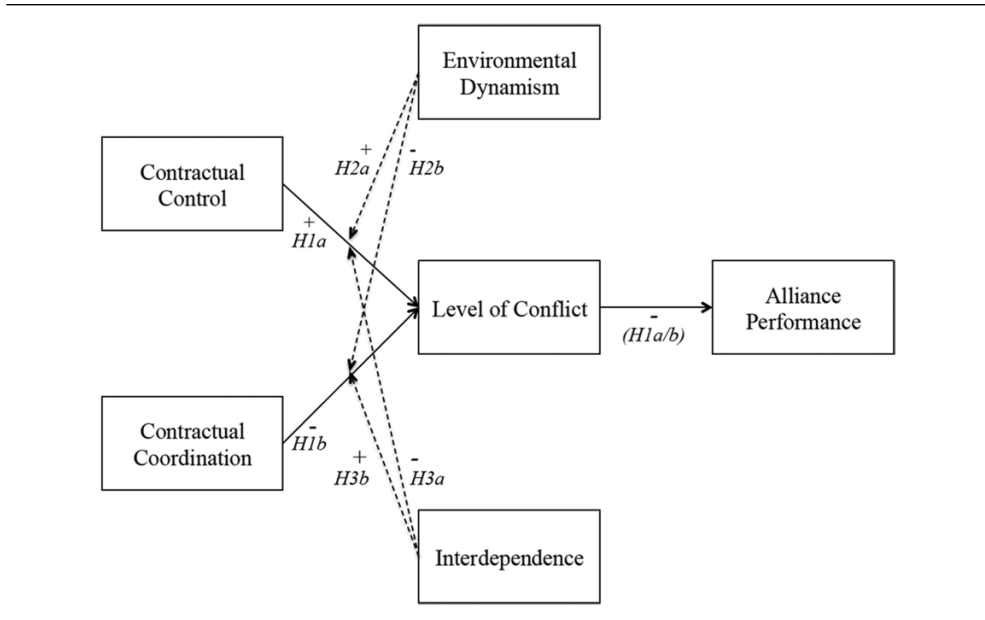 Environmental
Dynamism
+
H2a
-
H2b
Contractual
Control
+
H1a
Level of Conflict
-
(H1a/b)
Alliance
Performance
Contractual
Coordination
-
H1b
+
H3b
-
H3a
Interdependence